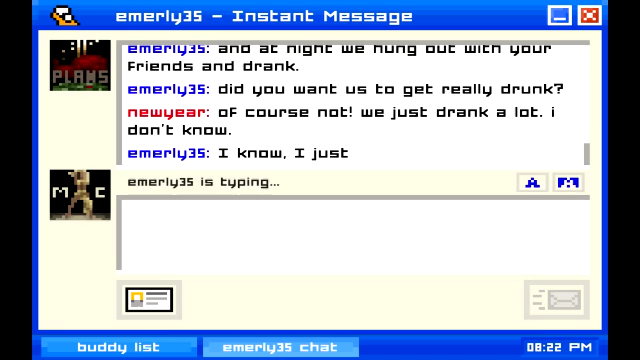 emerly35 - Instant Message
emerly35: and at night we hung out with your
friends and drank.
emerly35: did you want us to get really drunk?
newyear: of course not! we just drank a lot. i
don't know.
emerly35: I know, I just
PLANS
M C
emerly35 is typing...
A
buddy list
emerly35 chat
08:22 PM